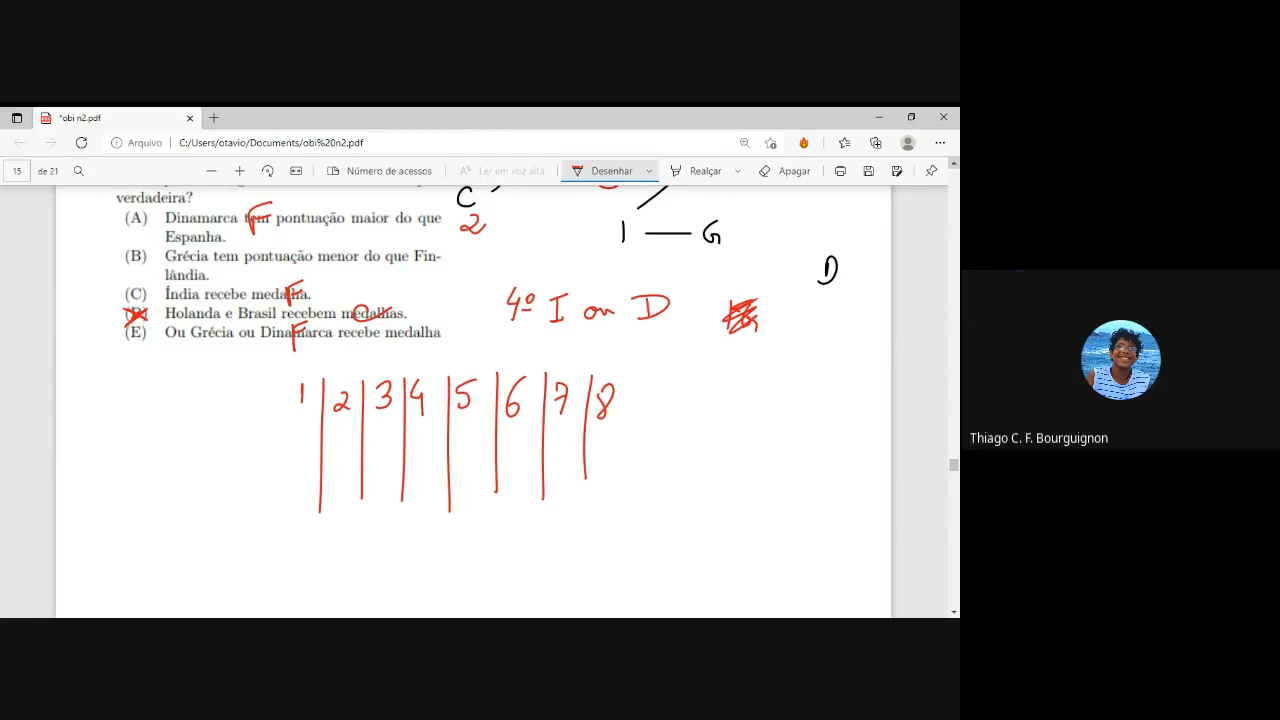 *obi n2.pdf
Arquivo C:/Users/otavio/Documents/obi%20n2.pdf
15 de 21 Número de acessos Ler em voz alta Desenhar Realçar Apagar
verdadeira?
(A) Dinamarca tem pontuação maior do que
Espanha.
(B) Grécia tem pontuação menor do que Fin-
lândia.
(C) Índia recebe medalha.
(D) Holanda e Brasil recebem medalhas.
(E) Ou Grécia ou Dinamarca recebe medalha
F
F
C
F
C
2
I G
D
4º I ou D
1 2 3 4 5 6 7 8
Thiago C. F. Bourguignon